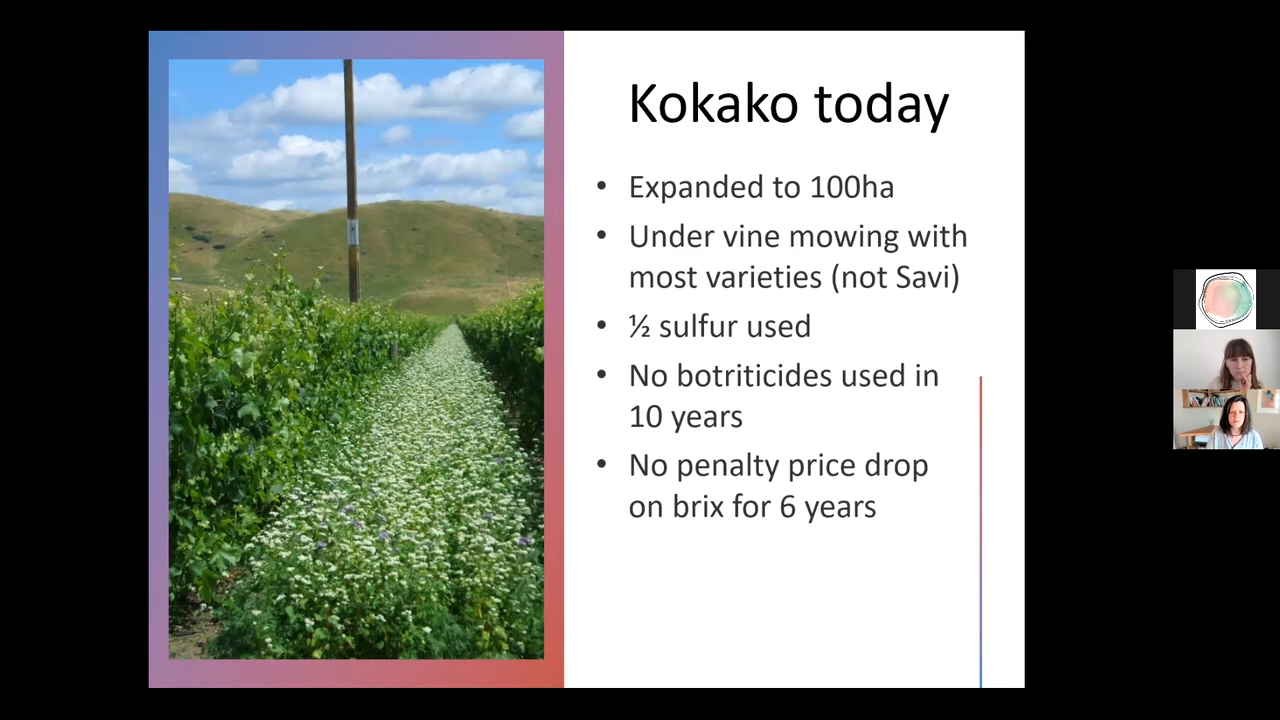 Kokako today
• Expanded to 100ha
• Under vine mowing with
most varieties (not Savi)
• ½ sulfur used
• No botriticides used in
10 years
• No penalty price drop
on brix for 6 years